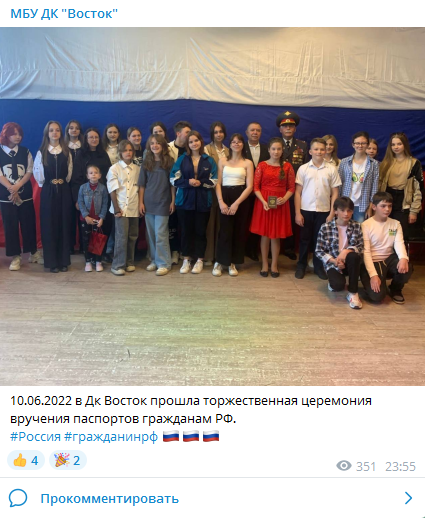 МБУ ДК "Восток"
10.06.2022 в Дк Восток прошла торжественная церемония
вручения паспортов гражданам РФ.
#Россия #гражданинрф 🇷🇺 🇷🇺 🇷🇺
👍 4 🎉 2 351 23:55
Прокомментировать